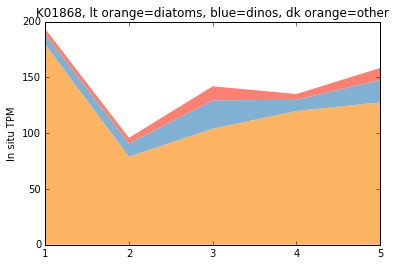 K01868, lt orange=diatoms, blue=dinos, dk orange=other
200
150
100
50
0
In situ TPM
1 2 3 4 5